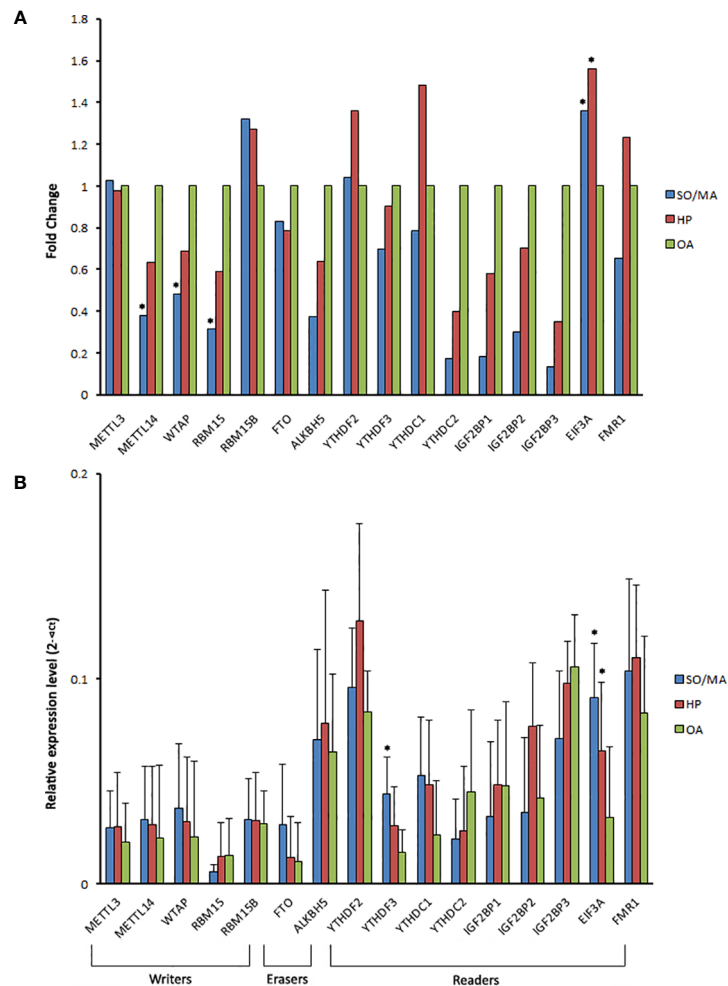 A
1.8
1.6
1.4
1.2
1
0.8
0.6
0.4
0.2
0
Fold Change
* * * * *
SO/MA
HP
OA
METTL3 METTL14 WTAP RBM15 RBM15B FTO ALKBH5 YTHDF2 YTHDF3 YTHDC1 YTHDC2 IGF2BP1 IGF2BP2 IGF2BP3 EIF3A FMR1
B
0.2
0.1
0
Relative expression level (2-⊲ct)
* * *
SO/MA
HP
OA
METTL3 METTL14 WTAP RBM15 RBM15B FTO ALKBH5 YTHDF2 YTHDF3 YTHDC1 YTHDC2 IGF2BP1 IGF2BP2 IGF2BP3 EIF3A FMR1
Writers Erasers Readers